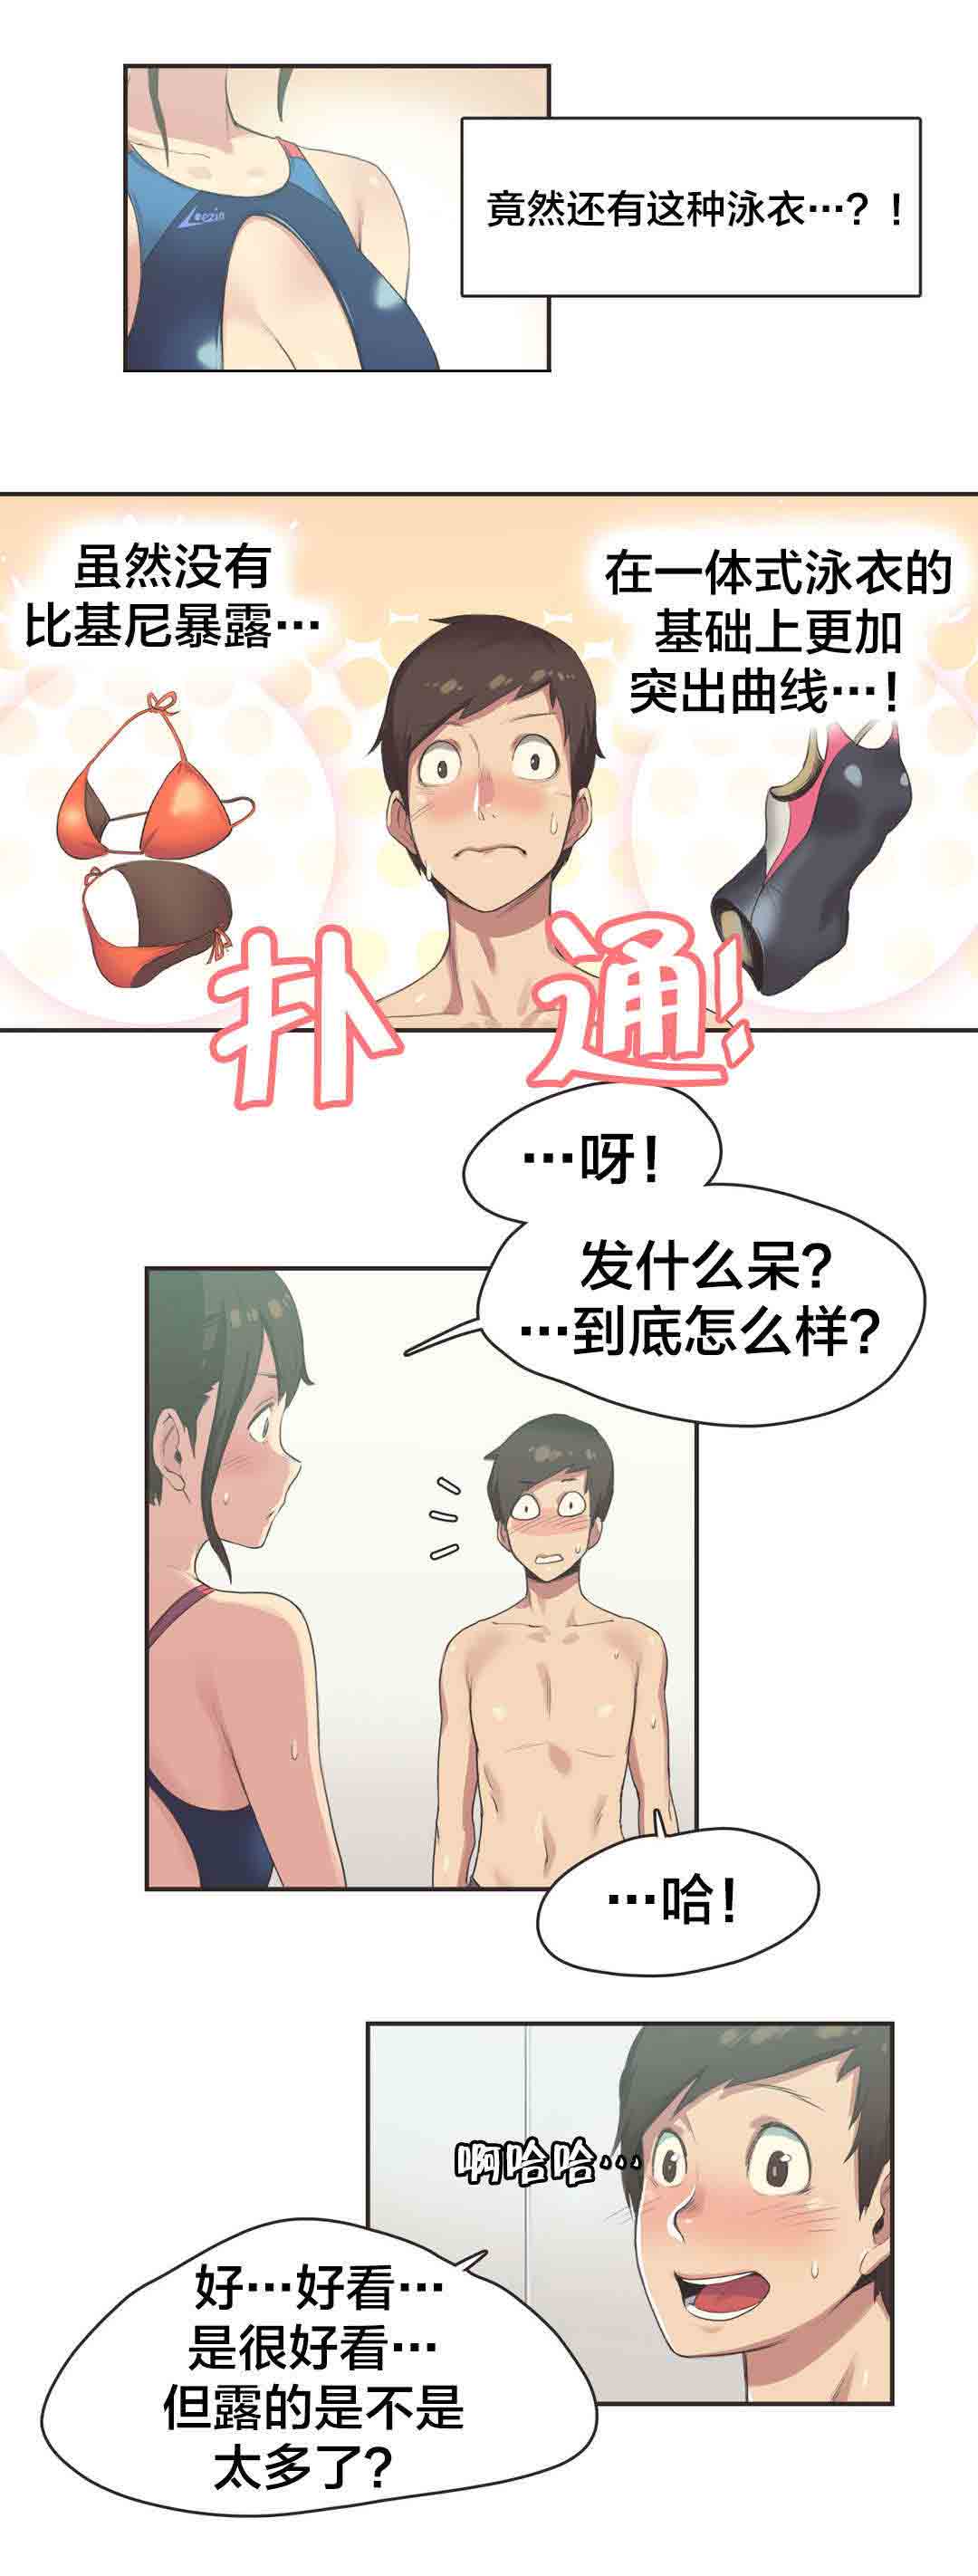 Lezin
竟然还有这种泳衣…？！
虽然没有
比基尼暴露…
在一体式泳衣的
基础上更加
突出曲线…！
扑通！
…呀！
发什么呆？
…到底怎么样？
…哈！
啊哈哈…
好…好看…
是很好看…
但露的是不是
太多了？